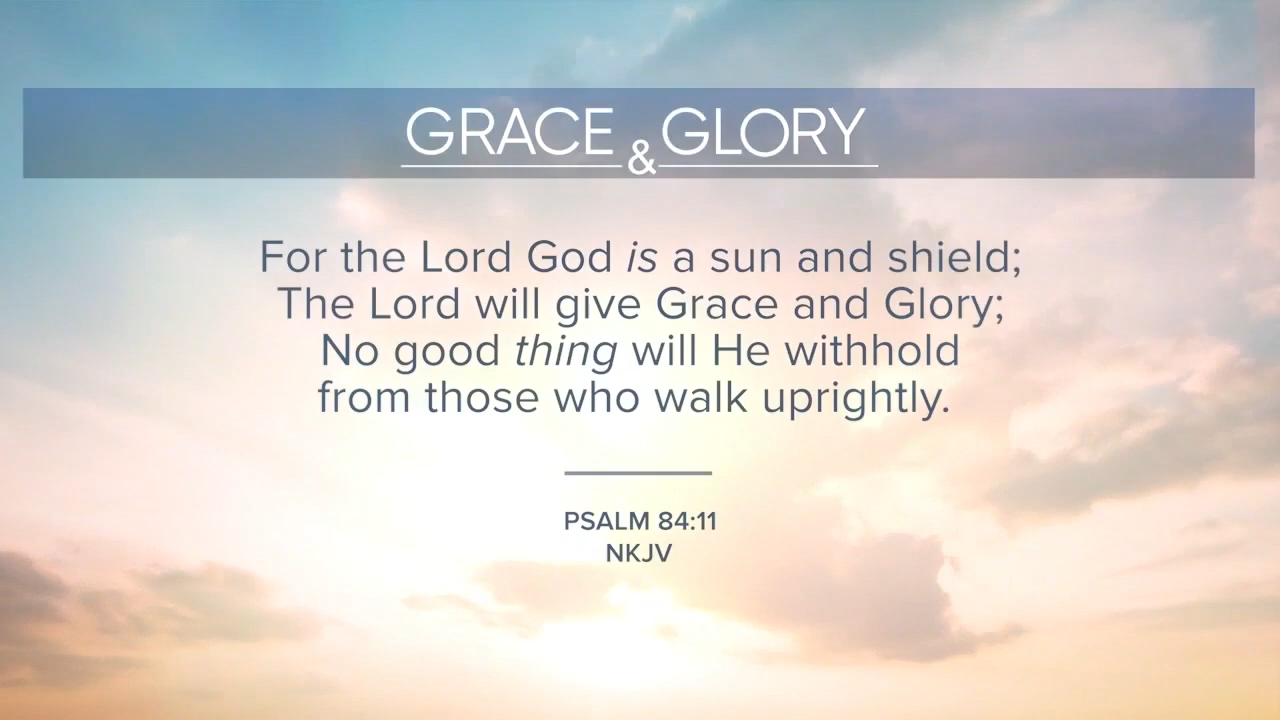 GRACE & GLORY
For the Lord God is a sun and shield;
The Lord will give Grace and Glory;
No good thing will He withhold
from those who walk uprightly.
PSALM 84:11
NKJV